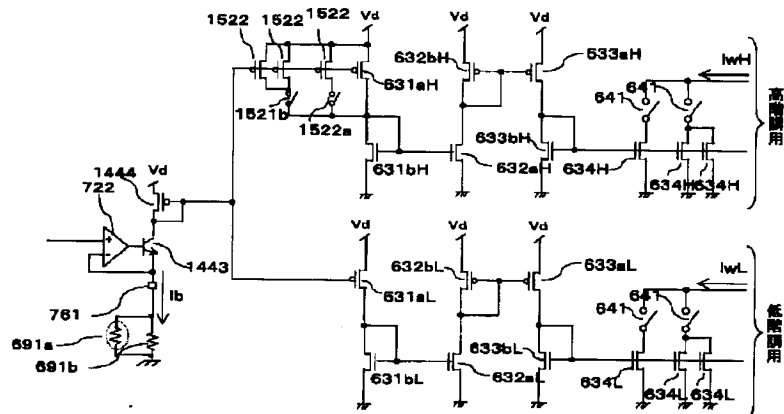 1522
1522
1522
Vd
Vd
Vd
632bH
633aH
IwH
631aH
641
641
1521b
1522a
633bH
高階調用
631bH
632aH
634H
634H
634H
1444
Vd
722
1443
Vd
Vd
Vd
632bL
633aL
IwL
Ib
631aL
641
641
761
633bL
低階調用
691a
691b
631bL
632aL
634L
634L
634L